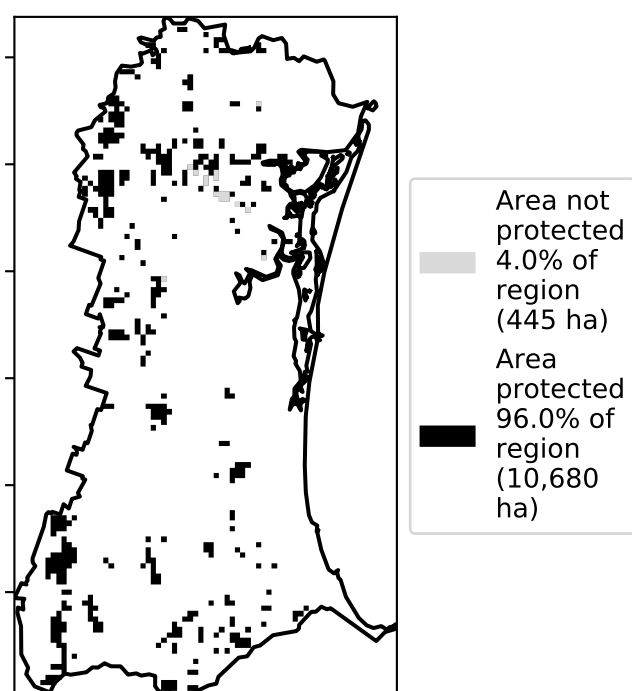 Area not
protected
4.0% of
region
(445 ha)
Area
protected
96.0% of
region
(10,680
ha)